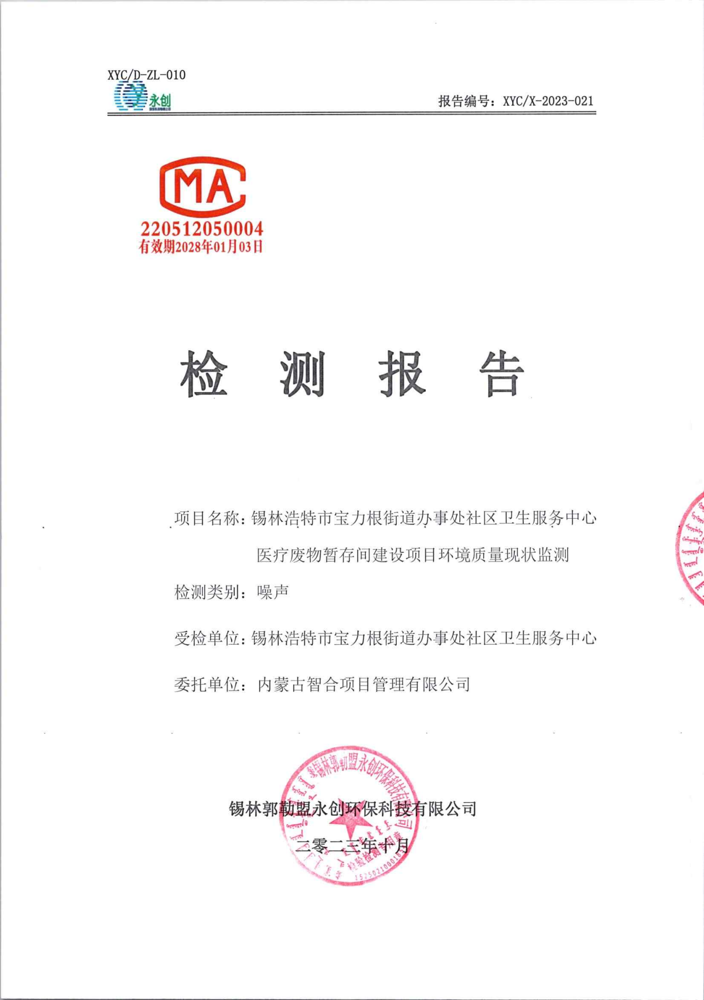 XYC/D-ZL-010
永创
报告编号：XYC/X-2023-021
MA
220512050004
有效期2028年01月03日
检测报告
项目名称：锡林浩特市宝力根街道办事处社区卫生服务中心
医疗废物暂存间建设项目环境质量现状监测
检测类别：噪声
受检单位：锡林浩特市宝力根街道办事处社区卫生服务中心
委托单位：内蒙古智合项目管理有限公司
锡林郭勒盟永创环保科技有限公司
锡林郭勒盟永创环保科技有限公司
二零二三年十月
检验检测专用章